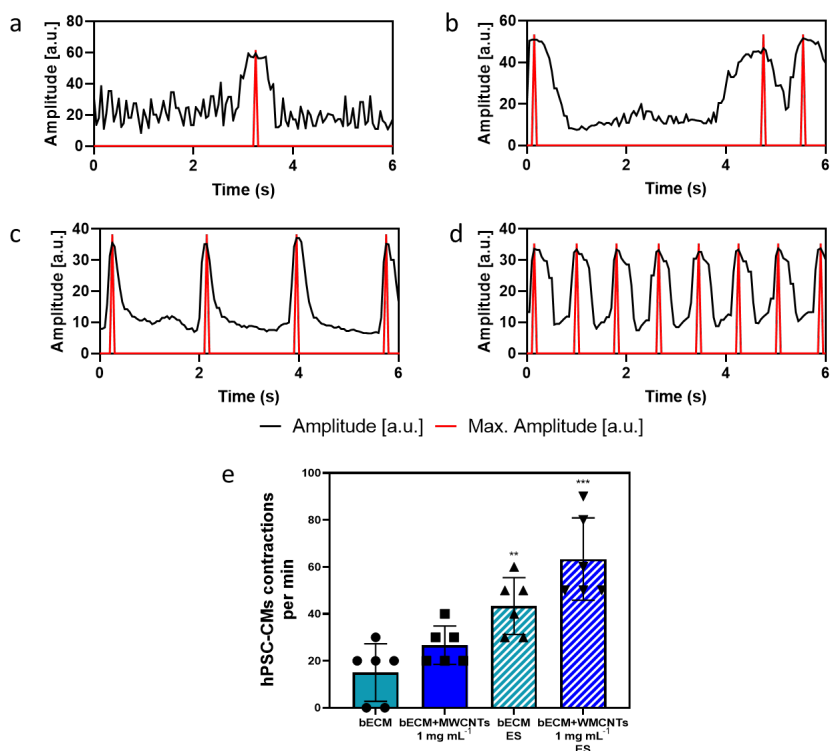 a
Amplitude [a.u.]
80
60
40
20
0
0 2 4 6
Time (s)
b
Amplitude [a.u.]
60
40
20
0
0 2 4 6
Time (s)
c
Amplitude [a.u.]
40
30
20
10
0
0 2 4 6
Time (s)
d
Amplitude [a.u.]
40
30
20
10
0
0 2 4 6
Time (s)
Amplitude [a.u.] Max. Amplitude [a.u.]
e
hPSC-CMs contractions
per min
100
80
60
40
20
0
** ***
bECM bECM+MWCNTs bECM bECM+WMCNTs
1 mg mL⁻¹ ES 1 mg mL⁻¹
ES